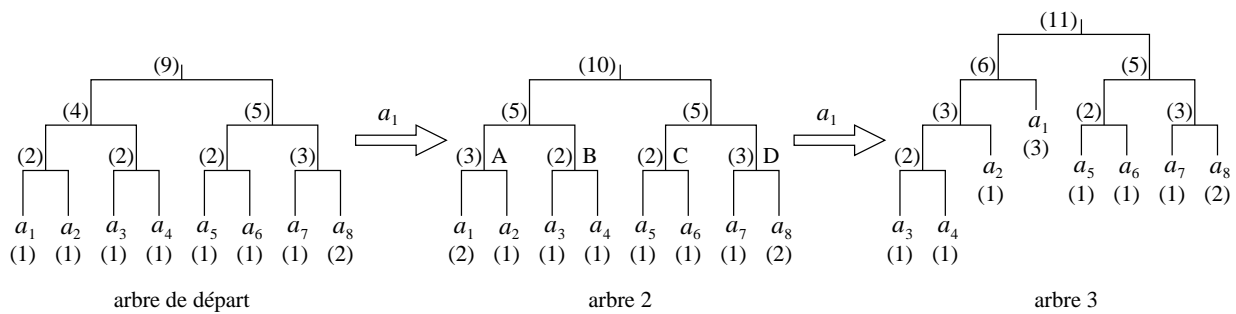 (9)
(4) (5)
(2) (2) (2) (3)
a1 a2 a3 a4 a5 a6 a7 a8
(1) (1) (1) (1) (1) (1) (1) (2)
arbre de départ
a1
(10)
(5) (5)
(3) A (2) B (2) C (3) D
a1 a2 a3 a4 a5 a6 a7 a8
(2) (1) (1) (1) (1) (1) (1) (2)
arbre 2
a1
(11)
(6) (5)
(3) a1 (2) (3)
(3)
(2) a2 a5 a6 a7 a8
(1) (1) (1) (1) (2)
a3 a4
(1) (1)
arbre 3